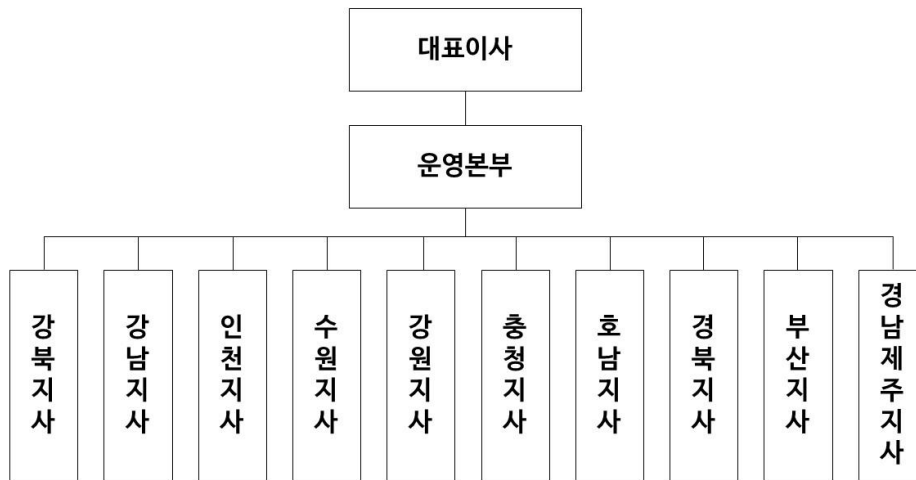 대표이사
운영본부
강북지사
강남지사
인천지사
수원지사
강원지사
충청지사
호남지사
경북지사
부산지사
경남제주지사